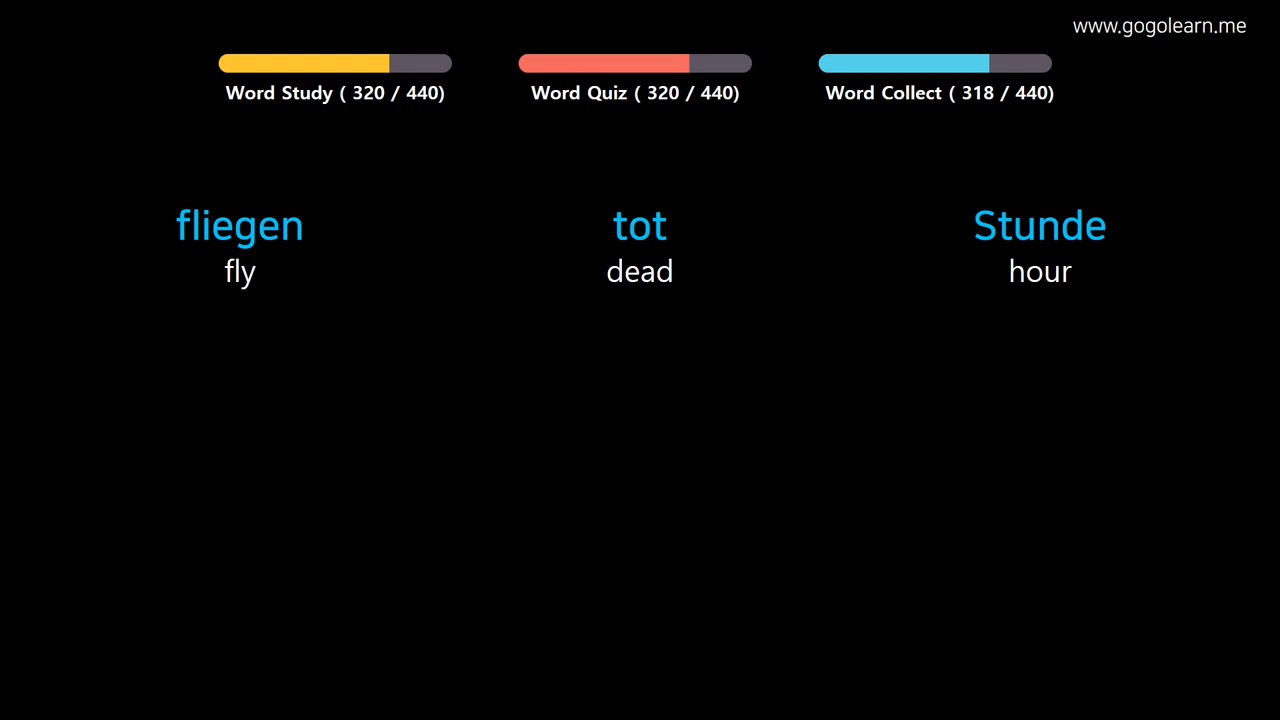 www.gogolearn.me
Word Study ( 320 / 440)
Word Quiz ( 320 / 440)
Word Collect ( 318 / 440)
fliegen
fly
tot
dead
Stunde
hour